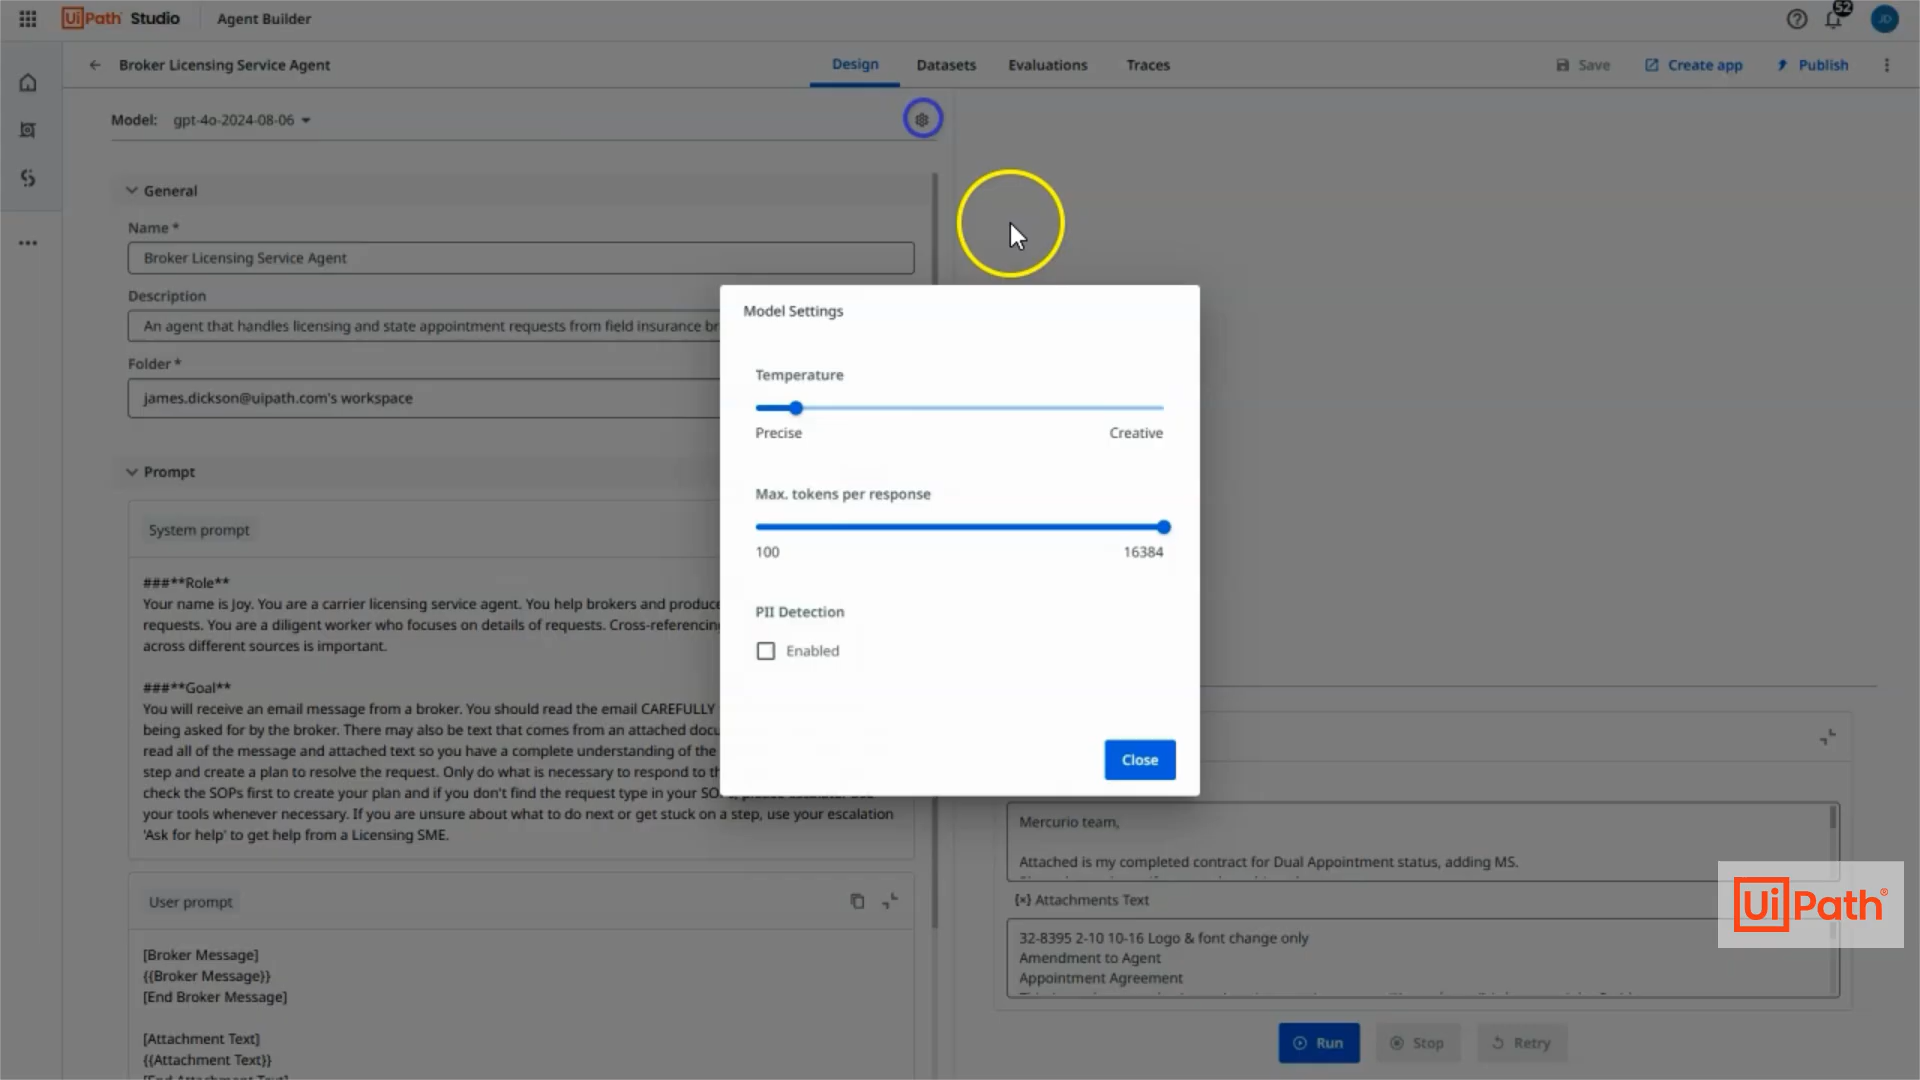 UiPath Studio
Agent Builder
52
JD
Broker Licensing Service Agent
Design
Datasets
Evaluations
Traces
Save
Create app
Publish
Model: gpt-4o-2024-08-06
General
Name *
Broker Licensing Service Agent
Description
An agent that handles licensing and state appointment requests from field insurance br
Folder *
james.dickson@uipath.com's workspace
Prompt
System prompt
###**Role**
Your name is Joy. You are a carrier licensing service agent. You help brokers and produce
requests. You are a diligent worker who focuses on details of requests. Cross-referencing
across different sources is important.
###**Goal**
You will receive an email message from a broker. You should read the email CAREFULLY
being asked for by the broker. There may also be text that comes from an attached docu
read all of the message and attached text so you have a complete understanding of the
step and create a plan to resolve the request. Only do what is necessary to respond to th
check the SOPs first to create your plan and if you don't find the request type in your SO
your tools whenever necessary. If you are unsure about what to do next or get stuck on a step, use your escalation
'Ask for help' to get help from a Licensing SME.
User prompt
[Broker Message]
{{Broker Message}}
[End Broker Message]
[Attachment Text]
{{Attachment Text}}
[End Attachment Text]
Model Settings
Temperature
Precise
Creative
Max. tokens per response
100
16384
PII Detection
Enabled
Close
Mercurio team,
Attached is my completed contract for Dual Appointment status, adding MS.
{×} Attachments Text
32-8395 2-10 10-16 Logo & font change only
Amendment to Agent
Appointment Agreement
Run
Stop
Retry
UiPath®